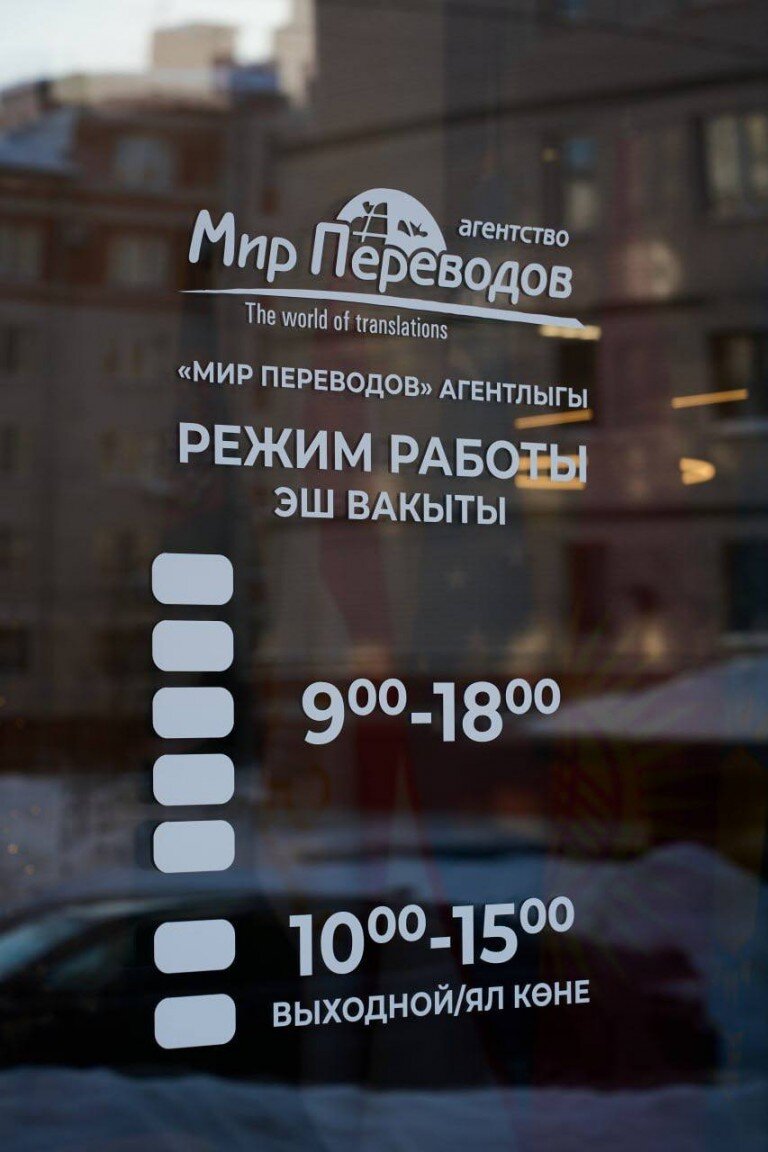 агентство
Мир Переводов
The world of translations
«МИР ПЕРЕВОДОВ» АГЕНТЛЫГЫ
РЕЖИМ РАБОТЫ
ЭШ ВАКЫТЫ
9⁰⁰-18⁰⁰
10⁰⁰-15⁰⁰
ВЫХОДНОЙ/ЯЛ КӨНЕ